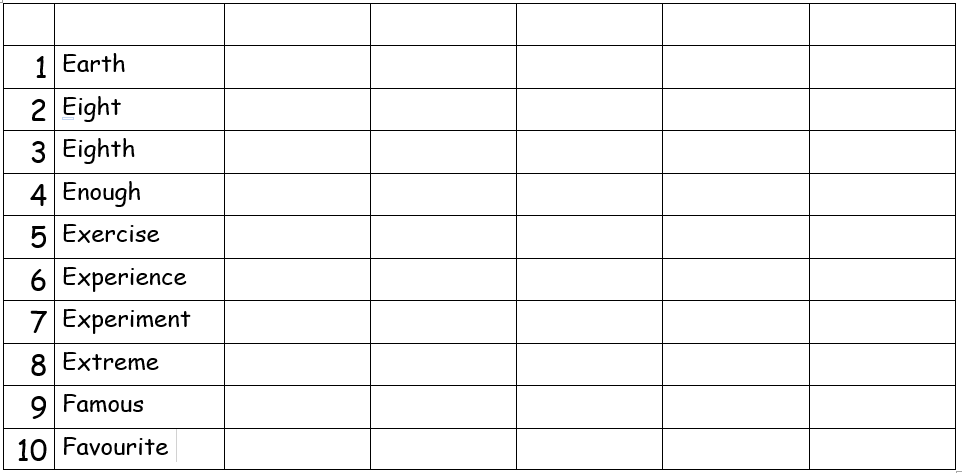 1 Earth
2 Eight
3 Eighth
4 Enough
5 Exercise
6 Experience
7 Experiment
8 Extreme
9 Famous
10 Favourite